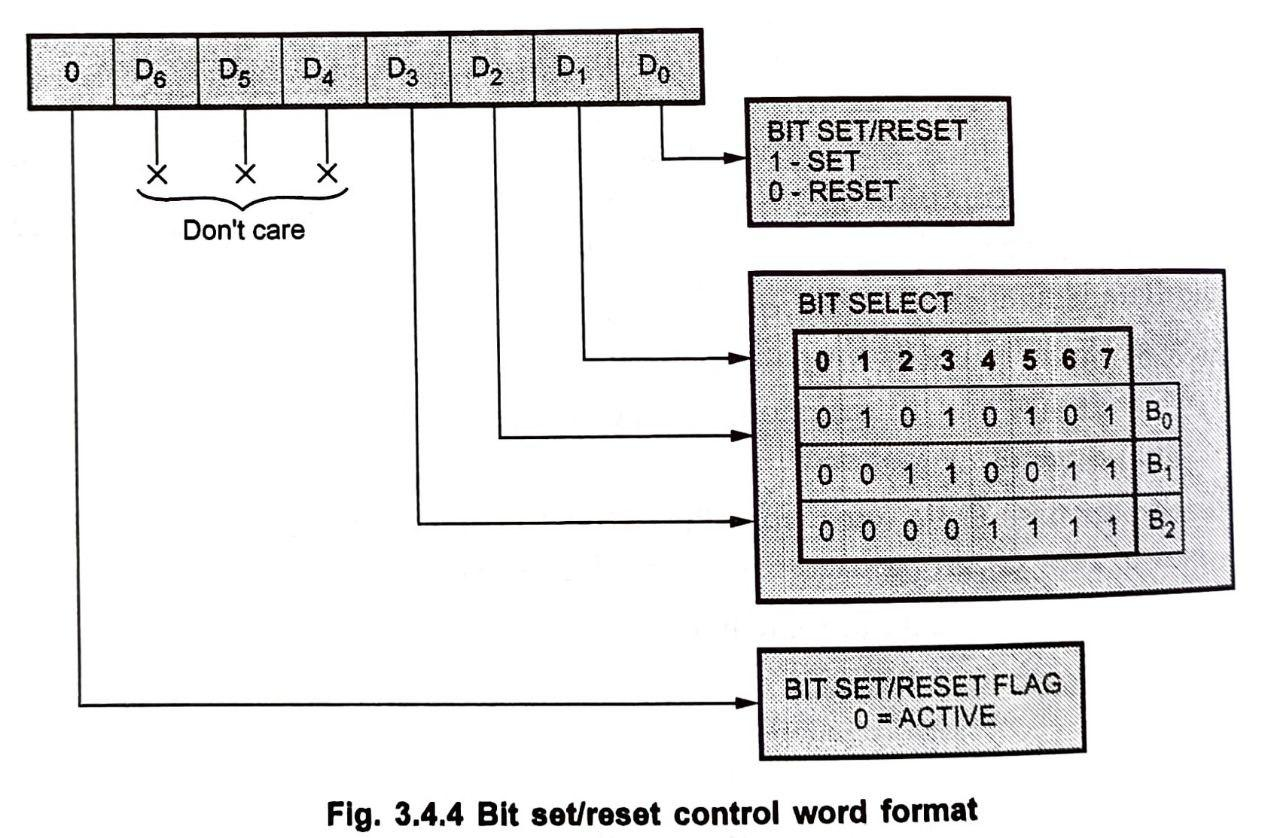 0 D₆ D₅ D₄ D₃ D₂ D₁ D₀
BIT SET/RESET
1 - SET
0 - RESET
× × ×
Don't care
BIT SELECT
0 1 2 3 4 5 6 7
0 1 0 1 0 1 0 1 B₀
0 0 1 1 0 0 1 1 B₁
0 0 0 0 1 1 1 1 B₂
BIT SET/RESET FLAG
0 = ACTIVE
Fig. 3.4.4 Bit set/reset control word format